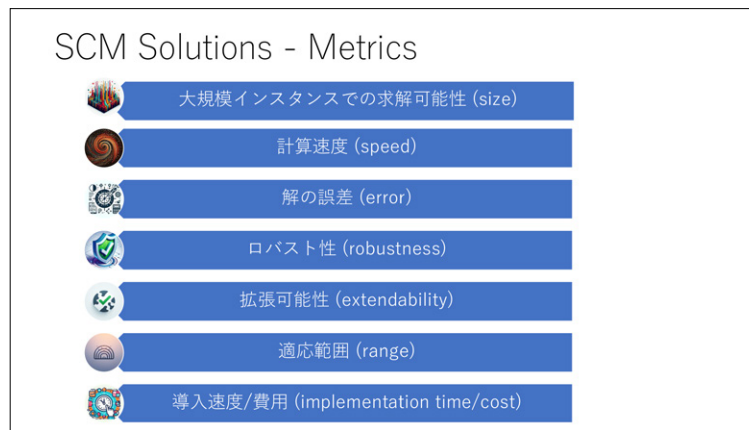 SCM Solutions - Metrics
大規模インスタンスでの求解可能性 (size)
計算速度 (speed)
解の誤差 (error)
ロバスト性 (robustness)
拡張可能性 (extendability)
適応範囲 (range)
導入速度/費用 (implementation time/cost)